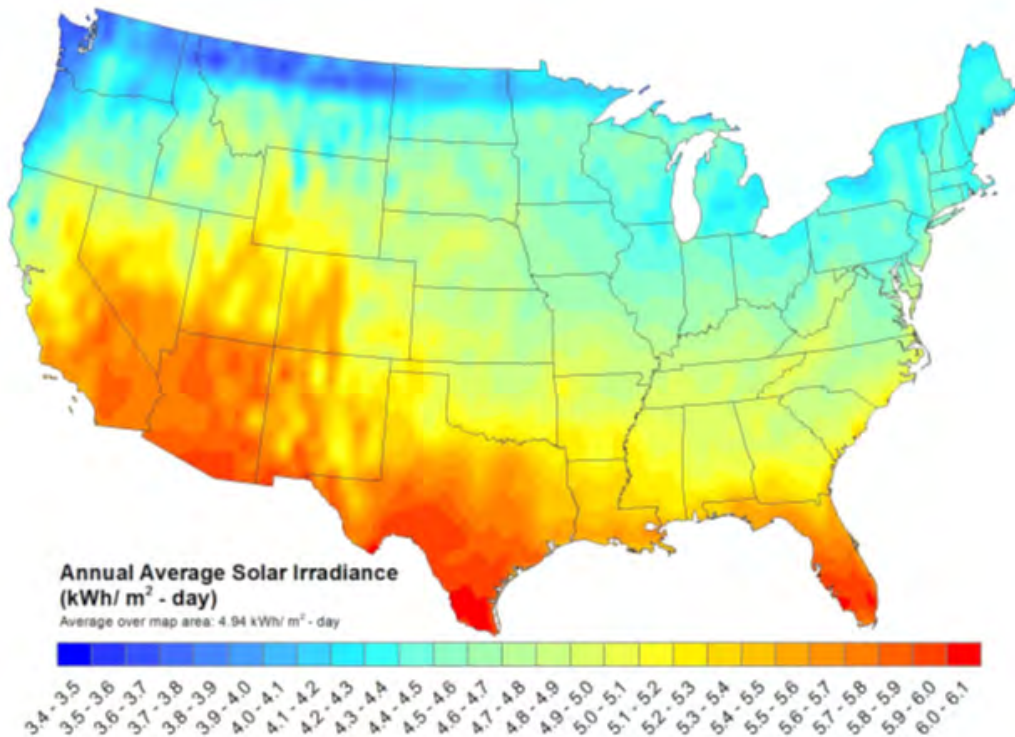 Annual Average Solar Irradiance
(kWh/ m² - day)
Average over map area: 4.94 kWh/ m² - day
3.4 - 3.5
3.5 - 3.6
3.6 - 3.7
3.7 - 3.8
3.8 - 3.9
3.9 - 4.0
4.0 - 4.1
4.1 - 4.2
4.2 - 4.3
4.3 - 4.4
4.4 - 4.5
4.5 - 4.6
4.6 - 4.7
4.7 - 4.8
4.8 - 4.9
4.9 - 5.0
5.0 - 5.1
5.1 - 5.2
5.2 - 5.3
5.3 - 5.4
5.4 - 5.5
5.5 - 5.6
5.6 - 5.7
5.7 - 5.8
5.8 - 5.9
5.9 - 6.0
6.0 - 6.1